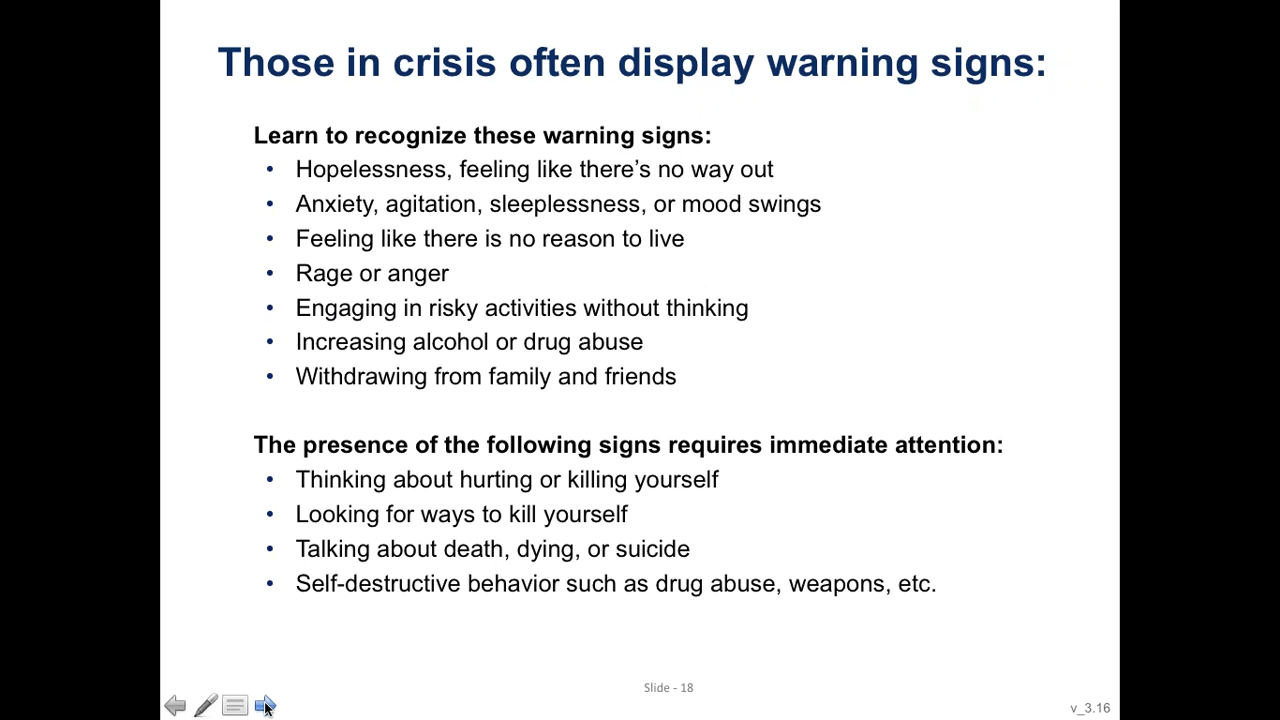 Those in crisis often display warning signs:
Learn to recognize these warning signs:
• Hopelessness, feeling like there’s no way out
• Anxiety, agitation, sleeplessness, or mood swings
• Feeling like there is no reason to live
• Rage or anger
• Engaging in risky activities without thinking
• Increasing alcohol or drug abuse
• Withdrawing from family and friends
The presence of the following signs requires immediate attention:
• Thinking about hurting or killing yourself
• Looking for ways to kill yourself
• Talking about death, dying, or suicide
• Self-destructive behavior such as drug abuse, weapons, etc.
Slide - 18
v_3.16